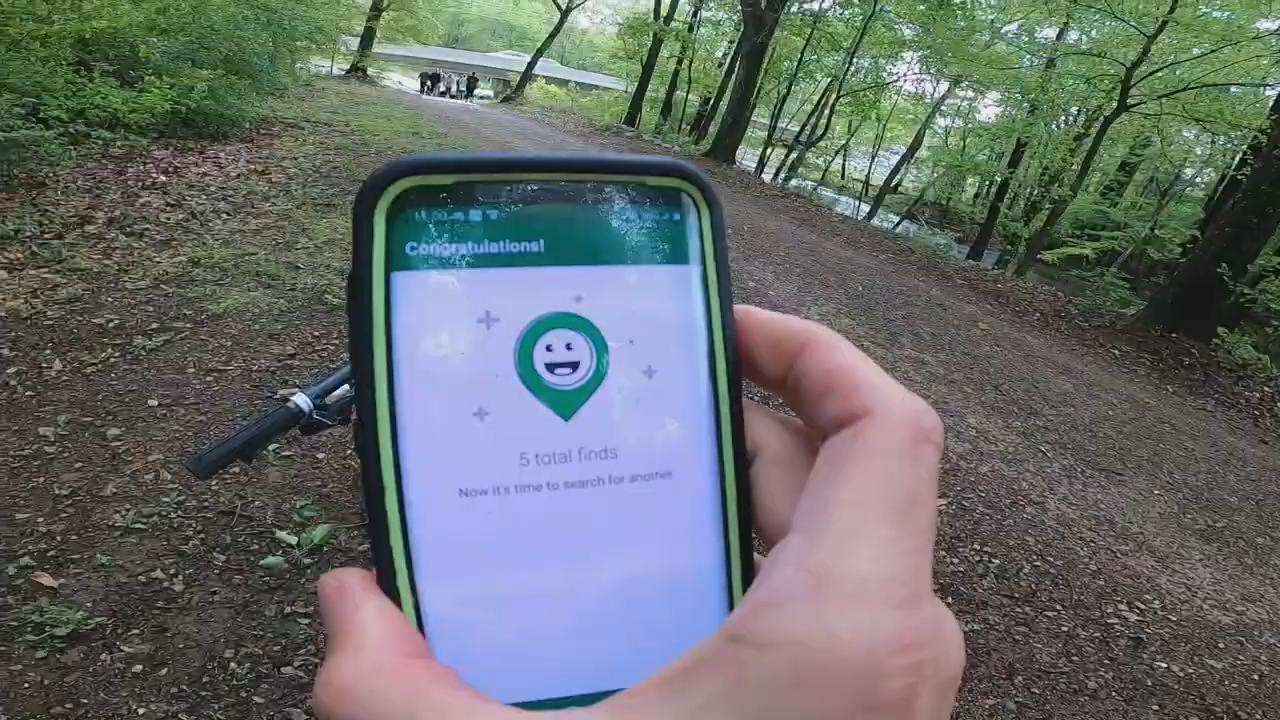 Congratulations!
5 total finds
Now it's time to search for another